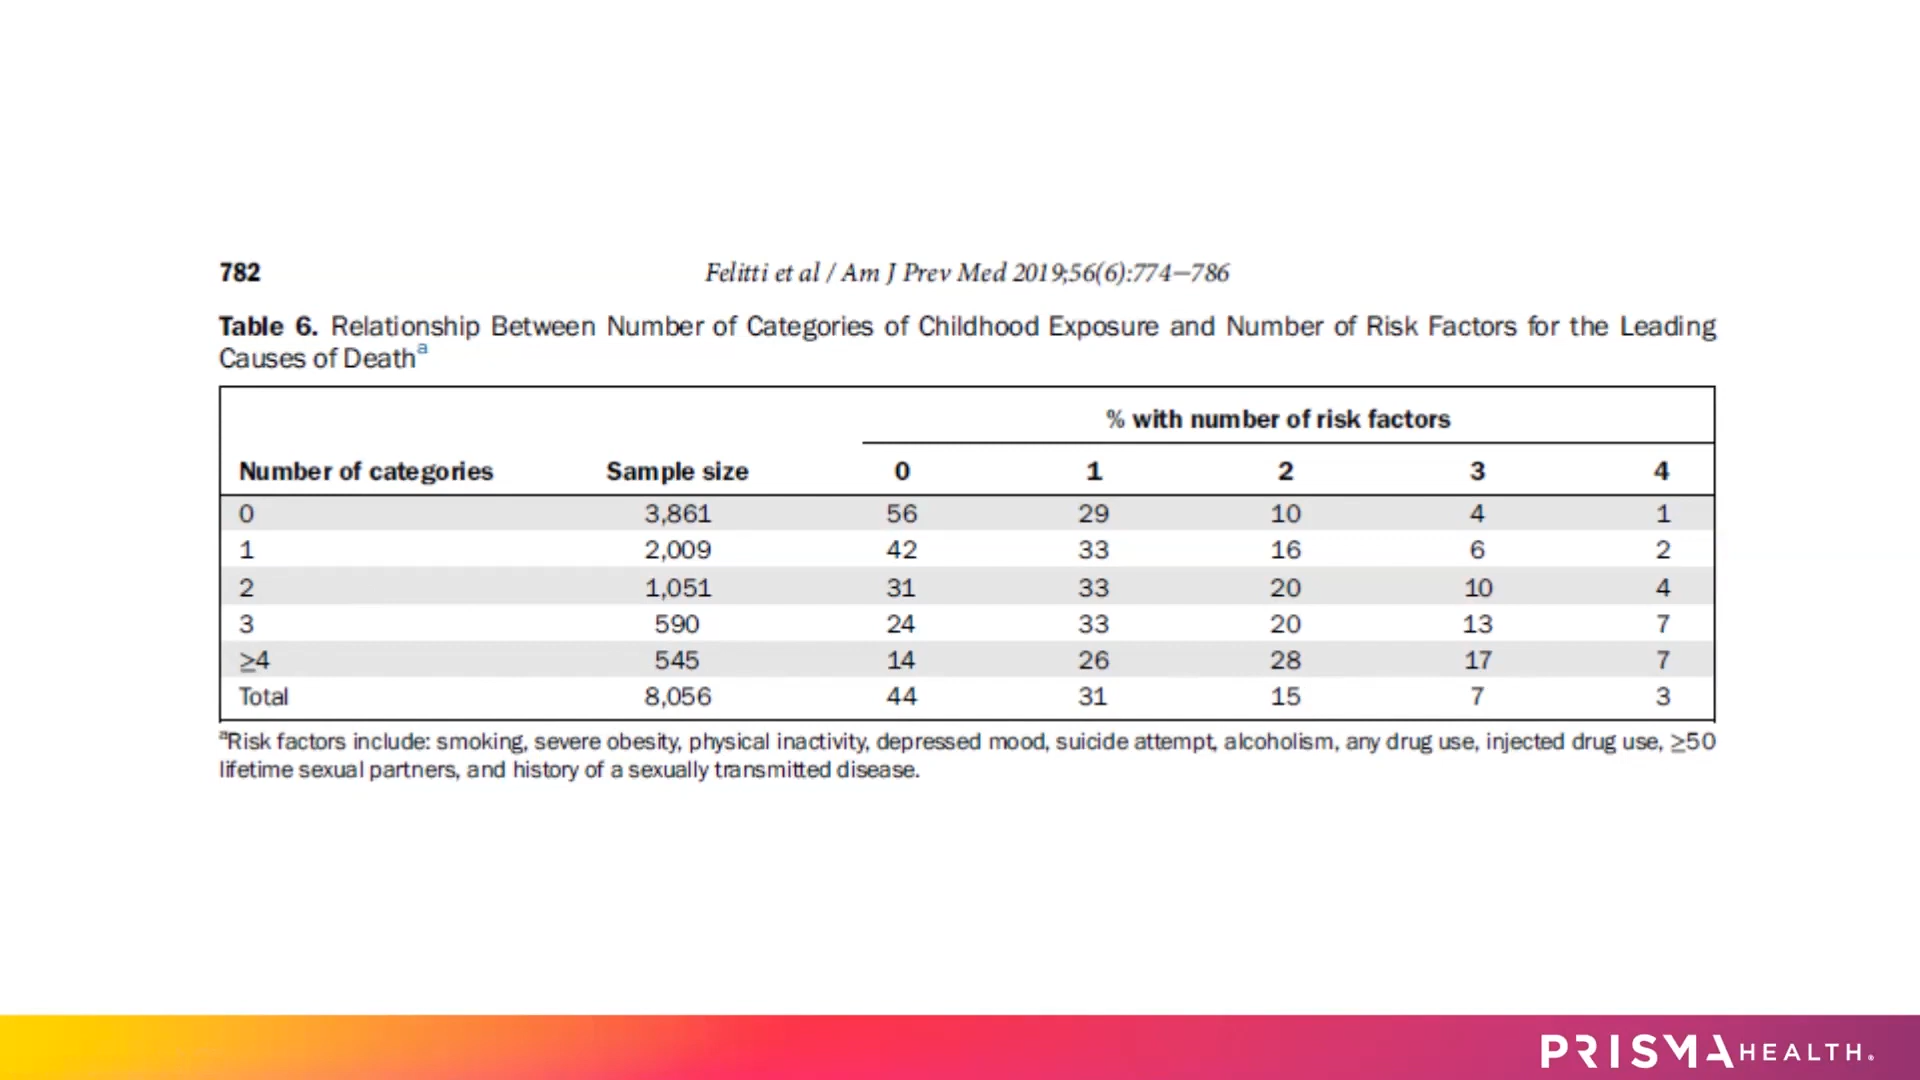 782 Felitti et al / Am J Prev Med 2019;56(6):774–786
Table 6. Relationship Between Number of Categories of Childhood Exposure and Number of Risk Factors for the Leading
Causes of Deathᵃ
% with number of risk factors
Number of categories Sample size 0 1 2 3 4
0 3,861 56 29 10 4 1
1 2,009 42 33 16 6 2
2 1,051 31 33 20 10 4
3 590 24 33 20 13 7
≥4 545 14 26 28 17 7
Total 8,056 44 31 15 7 3
ᵃRisk factors include: smoking, severe obesity, physical inactivity, depressed mood, suicide attempt, alcoholism, any drug use, injected drug use, ≥50
lifetime sexual partners, and history of a sexually transmitted disease.
PRISMA HEALTH.